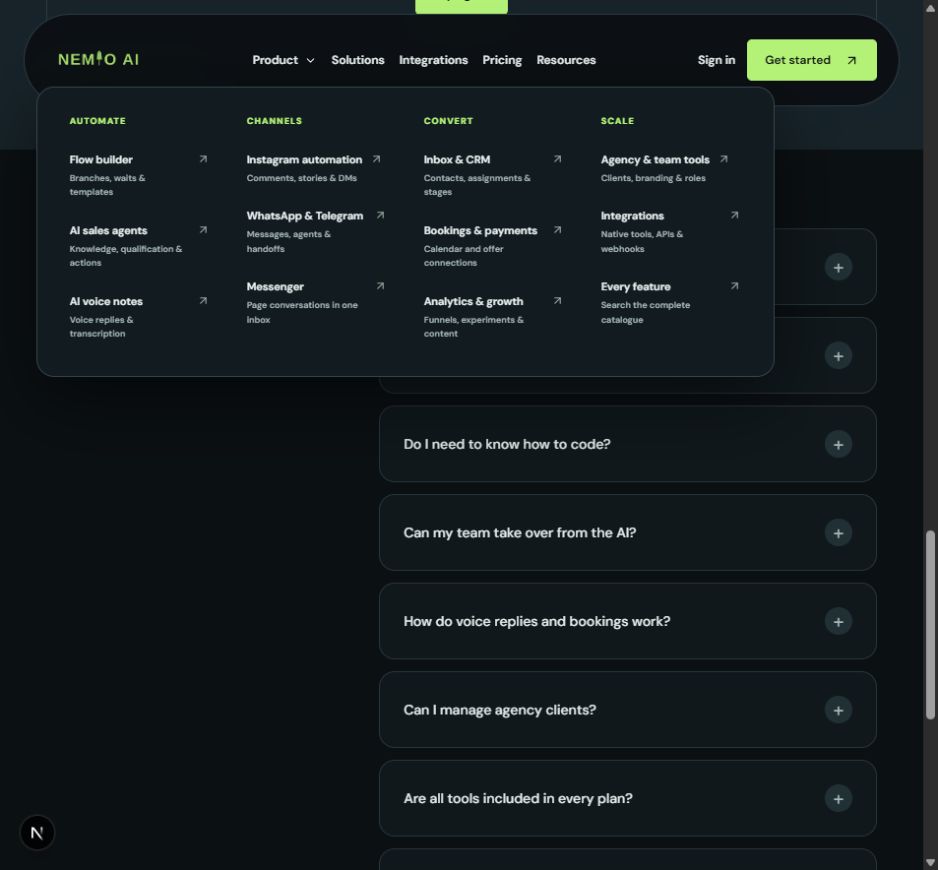 NEMO AI
Product
Solutions
Integrations
Pricing
Resources
Sign in
Get started
AUTOMATE
Flow builder
Branches, waits &
templates
AI sales agents
Knowledge, qualification &
actions
AI voice notes
Voice replies &
transcription
CHANNELS
Instagram automation
Comments, stories & DMs
WhatsApp & Telegram
Messages, agents &
handoffs
Messenger
Page conversations in one
inbox
CONVERT
Inbox & CRM
Contacts, assignments &
stages
Bookings & payments
Calendar and offer
connections
Analytics & growth
Funnels, experiments &
content
SCALE
Agency & team tools
Clients, branding & roles
Integrations
Native tools, APIs &
webhooks
Every feature
Search the complete
catalogue
Do I need to know how to code?
Can my team take over from the AI?
How do voice replies and bookings work?
Can I manage agency clients?
Are all tools included in every plan?
N